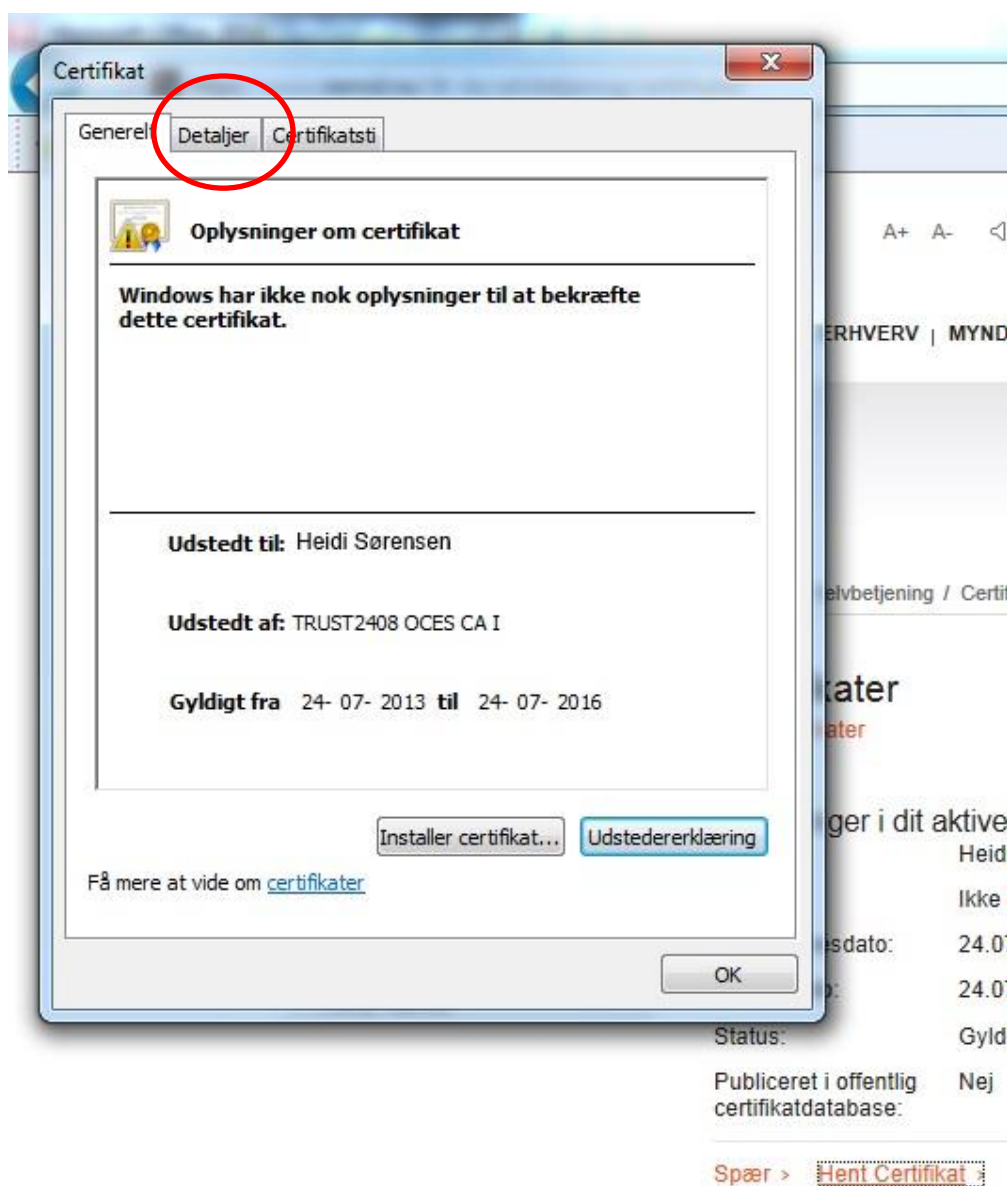 Certifikat
Generelt Detaljer Certifikatsti
Oplysninger om certifikat
Windows har ikke nok oplysninger til at bekræfte
dette certifikat.
Udstedt til: Heidi Sørensen
Udstedt af: TRUST2408 OCES CA I
Gyldigt fra 24- 07- 2013 til 24- 07- 2016
Installer certifikat... Udstedererklæring
Få mere at vide om certifikater
OK
A+ A-
ERHVERV | MYND
elvbetjening / Certif
kater
ater
ger i dit aktive
Heid
Ikke
esdato: 24.07
24.07
Status: Gyld
Publiceret i offentlig Nej
certifikatdatabase:
Spær > Hent Certifikat >